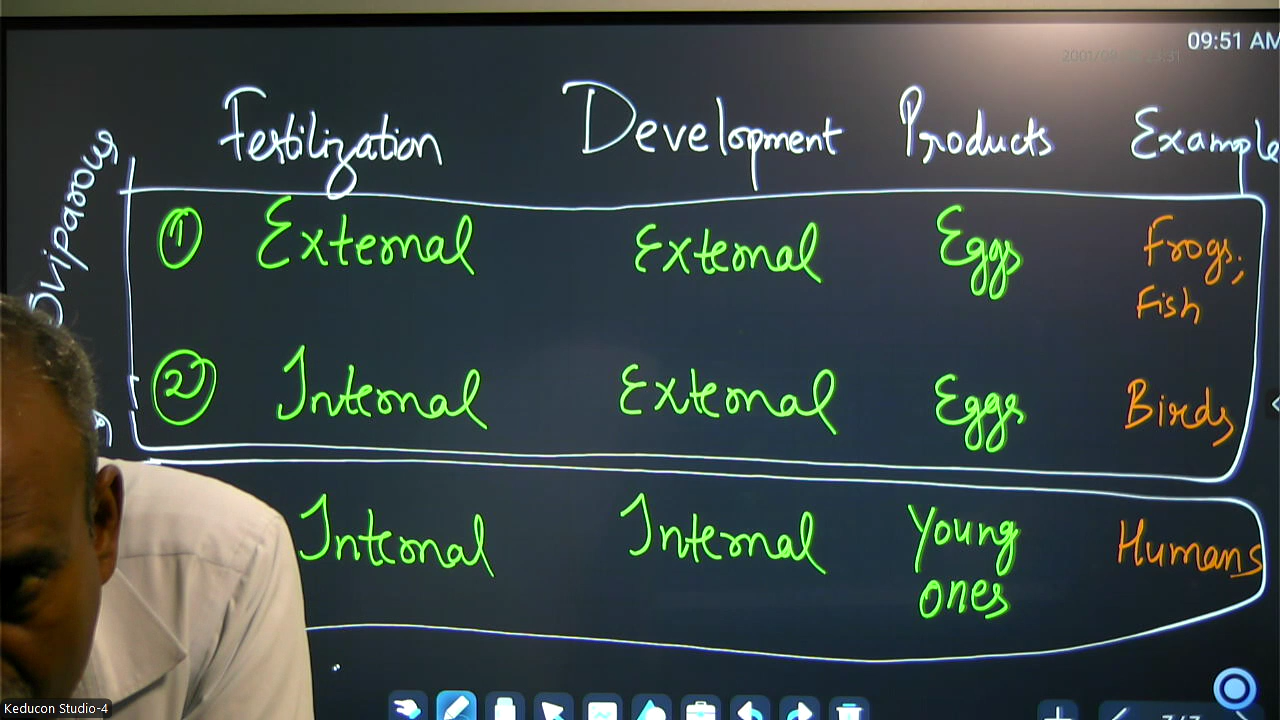 09:51 AM
Fertilization Development Products Example
Oviparous
1 External External Eggs Frogs,
Fish
2 Internal External Eggs Birds
Internal Internal Young Humans
ones
Keducon Studio-4